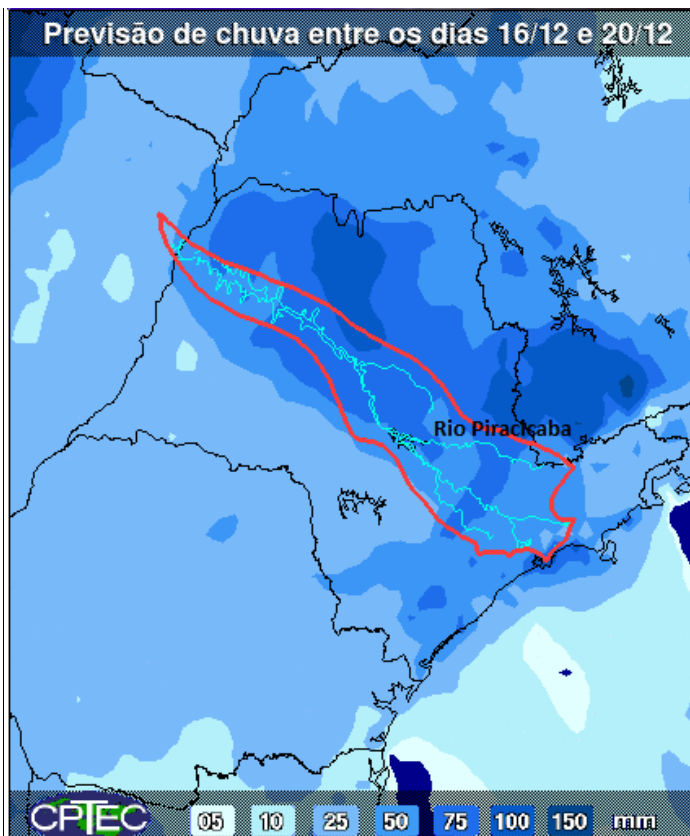 Previsão de chuva entre os dias 16/12 e 20/12
Rio Piracicaba
CPTEC 05 10 25 50 75 100 150 mm